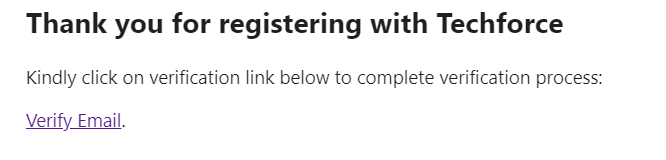 Thank you for registering with Techforce
Kindly click on verification link below to complete verification process:
Verify Email.